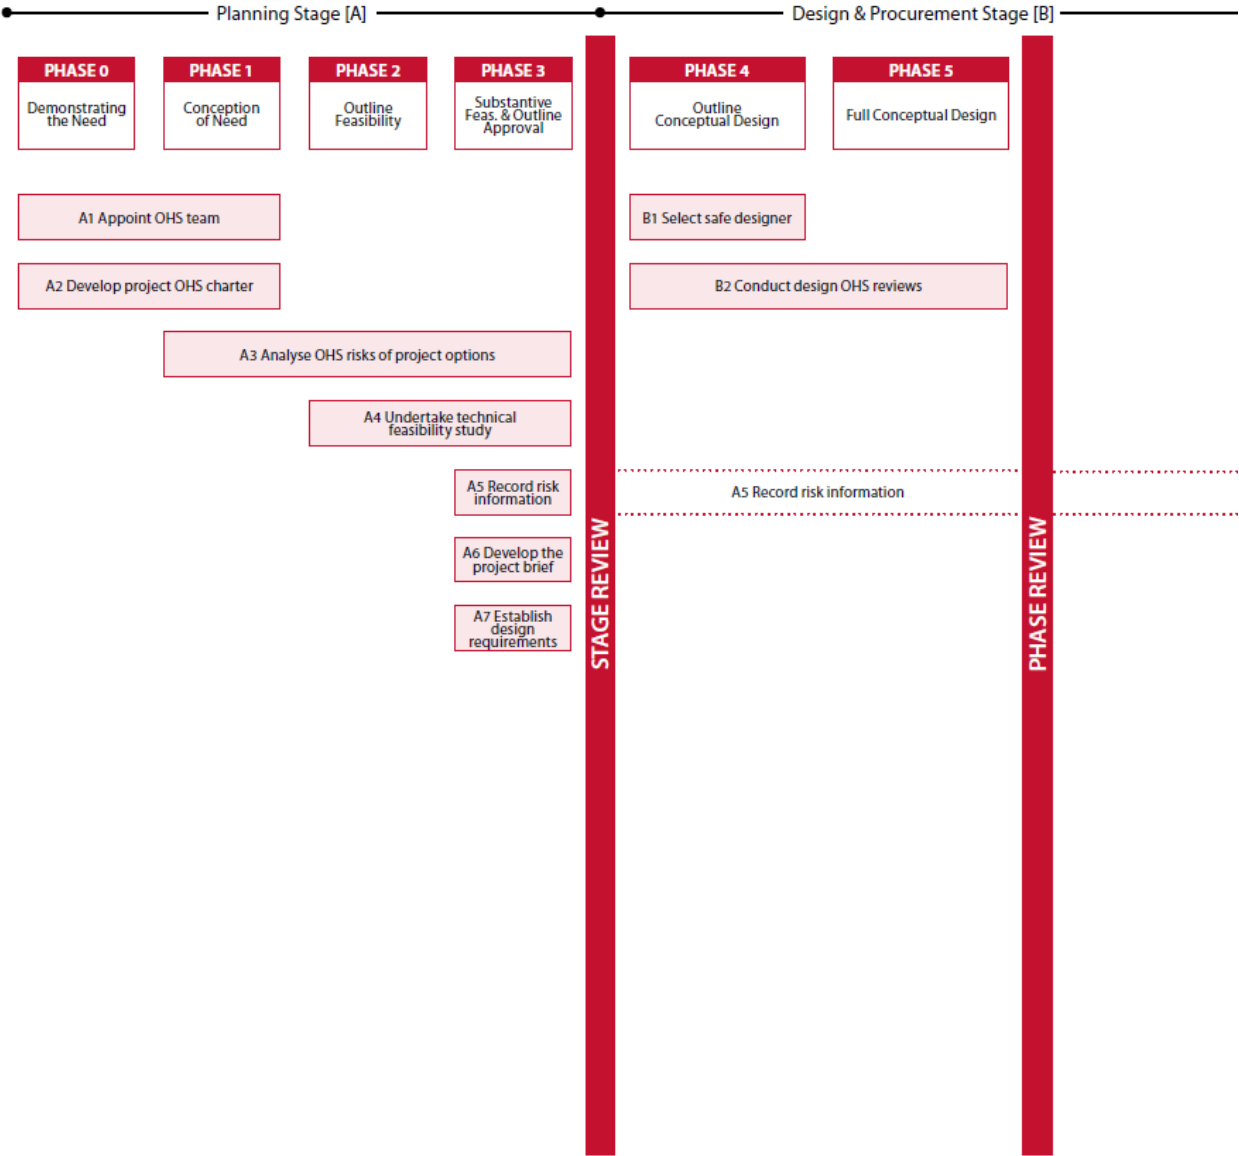 Planning Stage [A]
Design & Procurement Stage [B]
PHASE 0
Demonstrating
the Need
PHASE 1
Conception
of Need
PHASE 2
Outline
Feasibility
PHASE 3
Substantive
Feas. & Outline
Approval
PHASE 4
Outline
Conceptual Design
PHASE 5
Full Conceptual Design
A1 Appoint OHS team
B1 Select safe designer
A2 Develop project OHS charter
B2 Conduct design OHS reviews
A3 Analyse OHS risks of project options
A4 Undertake technical
feasibility study
A5 Record risk
information
A5 Record risk information
A6 Develop the
project brief
A7 Establish
design
requirements
STAGE REVIEW
PHASE REVIEW